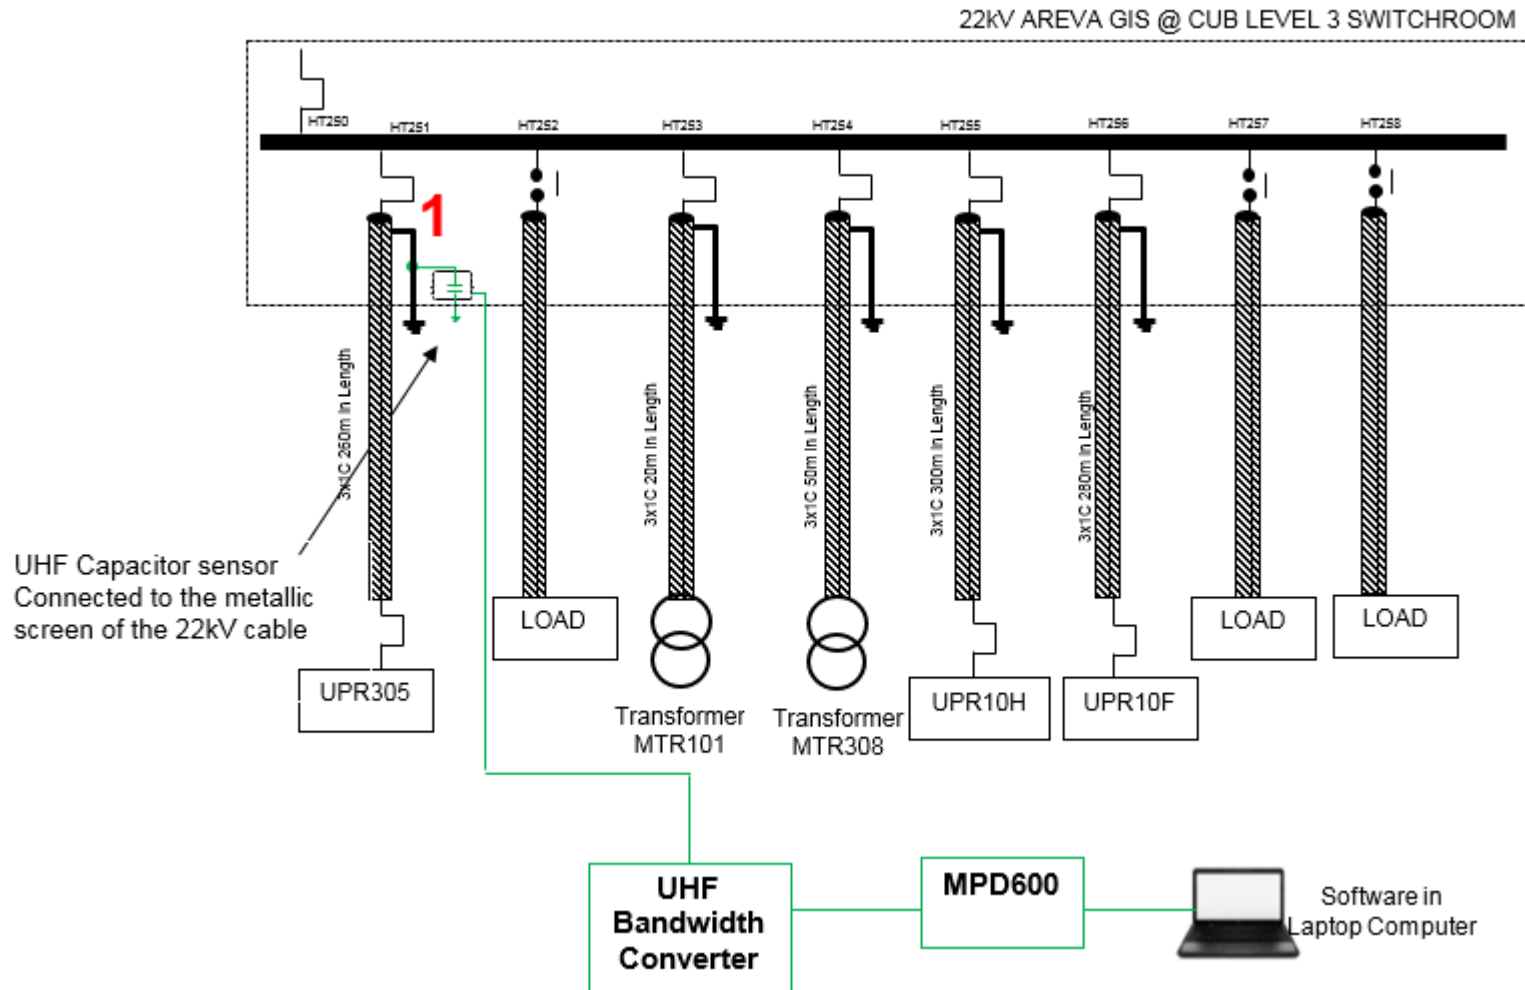 22kV AREVA GIS @ CUB LEVEL 3 SWITCHROOM
HT250
HT251
HT252
HT253
HT254
HT255
HT256
HT257
HT258
1
3x1C 260m In Length
3x1C 20m In Length
3x1C 50m In Length
3x1C 300m In Length
3x1C 280m In Length
UHF Capacitor sensor
Connected to the metallic
screen of the 22kV cable
UPR305
LOAD
Transformer
MTR101
Transformer
MTR308
UPR10H
UPR10F
LOAD
LOAD
UHF
Bandwidth
Converter
MPD600
Software in
Laptop Computer